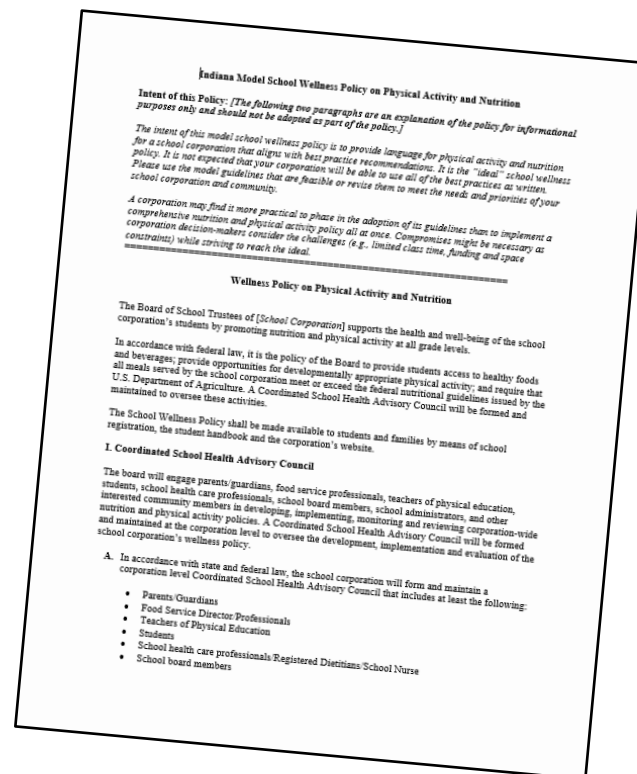 Indiana Model School Wellness Policy on Physical Activity and Nutrition
Intent of this Policy: [The following two paragraphs are an explanation of the policy for informational
purposes only and should not be adopted as part of the policy.]
The intent of this model school wellness policy is to provide language for physical activity and nutrition
for a school corporation that aligns with best practice recommendations. It is the "ideal" school wellness
policy. It is not expected that your corporation will be able to use all of the best practices as written.
Please use the model guidelines that are feasible or revise them to meet the needs and priorities of your
school corporation and community.
A corporation may find it more practical to phase in the adoption of its guidelines than to implement a
comprehensive nutrition and physical activity policy all at once. Compromises might be necessary as
corporation decision-makers consider the challenges (e.g., limited class time, funding and space
constraints) while striving to reach the ideal.
Wellness Policy on Physical Activity and Nutrition
The Board of School Trustees of [School Corporation] supports the health and well-being of the school
corporation's students by promoting nutrition and physical activity at all grade levels.
In accordance with federal law, it is the policy of the Board to provide students access to healthy foods
and beverages; provide opportunities for developmentally appropriate physical activity; and require that
all meals served by the school corporation meet or exceed the federal nutritional guidelines issued by the
U.S. Department of Agriculture. A Coordinated School Health Advisory Council will be formed and
maintained to oversee these activities.
The School Wellness Policy shall be made available to students and families by means of school
registration, the student handbook and the corporation's website.
I. Coordinated School Health Advisory Council
The board will engage parents/guardians, food service professionals, teachers of physical education,
students, school health care professionals, school board members, school administrators, and other
interested community members in developing, implementing, monitoring and reviewing corporation-wide
nutrition and physical activity policies. A Coordinated School Health Advisory Council will be formed
and maintained at the corporation level to oversee the development, implementation and evaluation of the
school corporation's wellness policy.
A. In accordance with state and federal law, the school corporation will form and maintain a
corporation level Coordinated School Health Advisory Council that includes at least the following:
• Parents/Guardians
• Food Service Director/Professionals
• Teachers of Physical Education
• Students
• School health care professionals/Registered Dietitians/School Nurse
• School board members